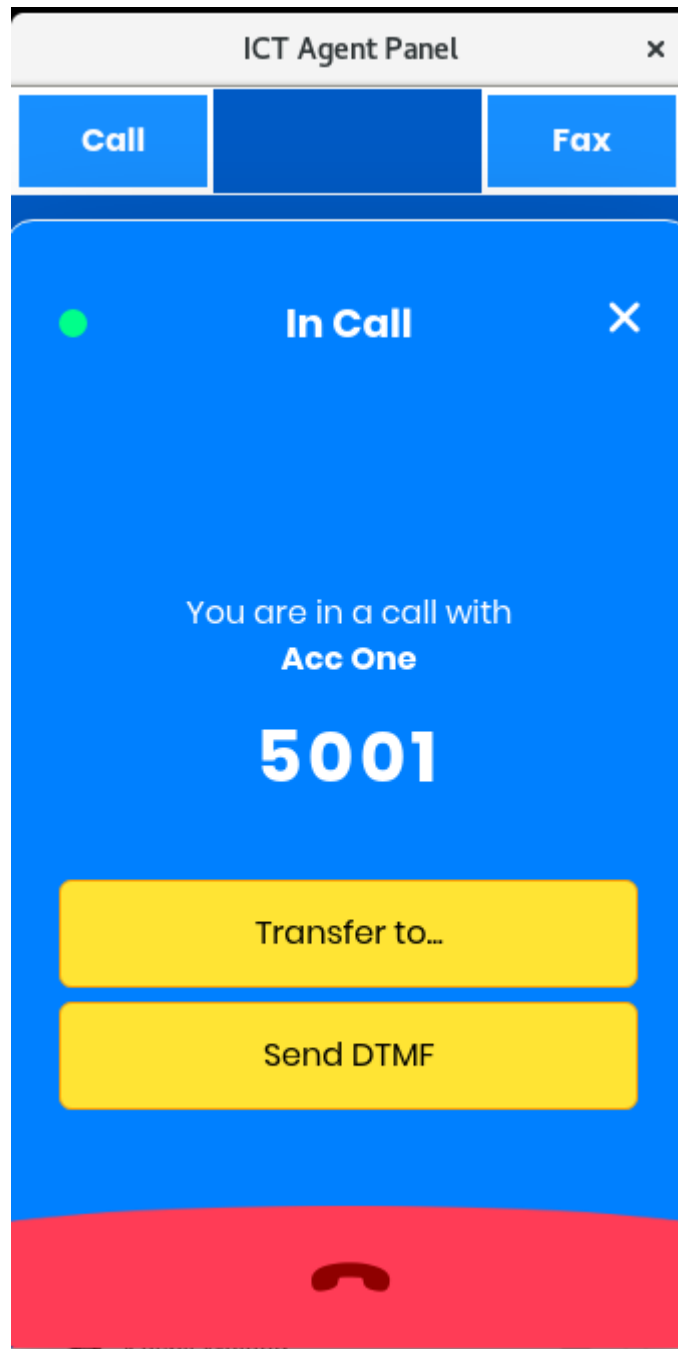 ICT Agent Panel
Call
Fax
In Call
You are in a call with
Acc One
5001
Transfer to...
Send DTMF